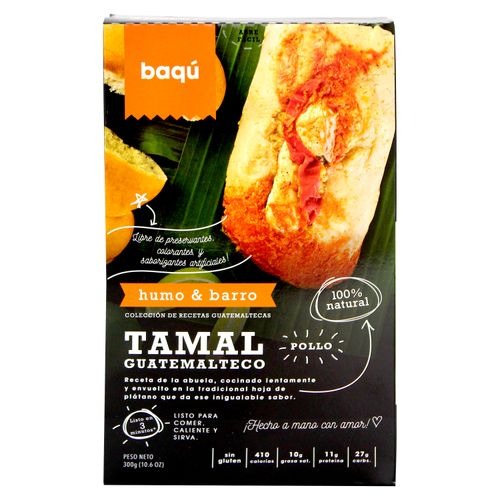 ABRE
FÁCIL
baqú
Libre de preservantes,
colorantes y
saborizantes artificiales!
humo & barro
100%
natural
COLECCIÓN DE RECETAS GUATEMALTECAS
TAMAL
GUATEMALTECO
POLLO
Receta de la abuela, cocinado lentamente
y envuelto en la tradicional hoja de
plátano que da ese inigualable sabor.
Listo en
3
minutos*
LISTO PARA
COMER,
CALIENTE Y
SIRVA.
¡Hecho a mano con amor!
PESO NETO
300g (10.6 OZ)
sin
gluten
410
calorías
10g
grasa sat.
11g
proteína
27g
carbs.